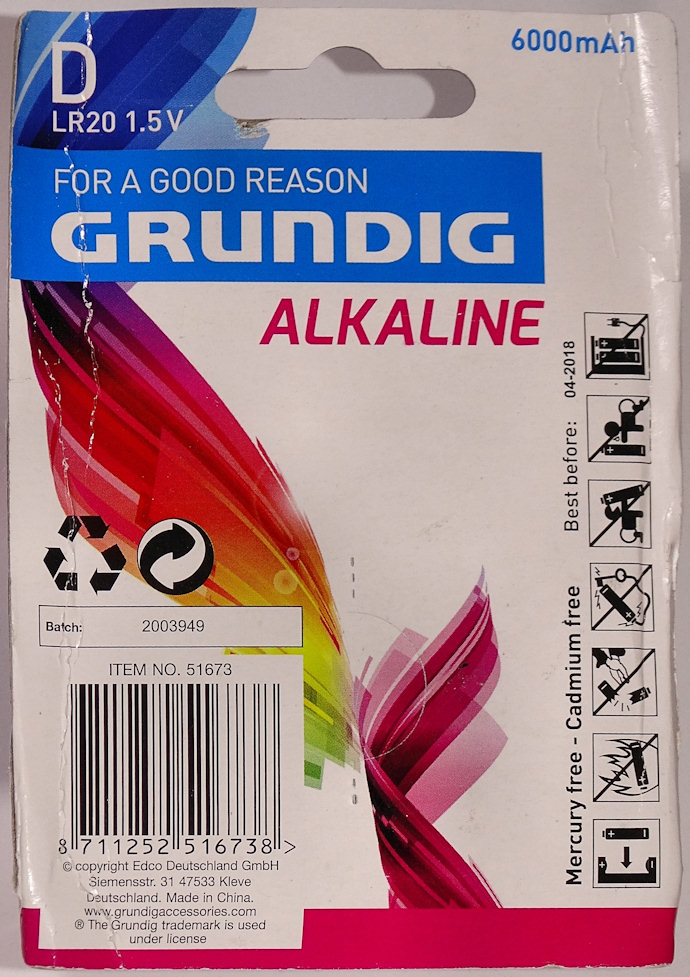 D
LR20 1.5V
6000mAh
FOR A GOOD REASON
GRUNDIG
ALKALINE
Best before: 04-2018
Mercury free - Cadmium free
Batch: 2003949
ITEM NO. 51673
8 711252 516738 >
© copyright Edco Deutschland GmbH
Siemensstr. 31 47533 Kleve
Deutschland. Made in China.
www.grundigaccessories.com
® The Grundig trademark is used
under license